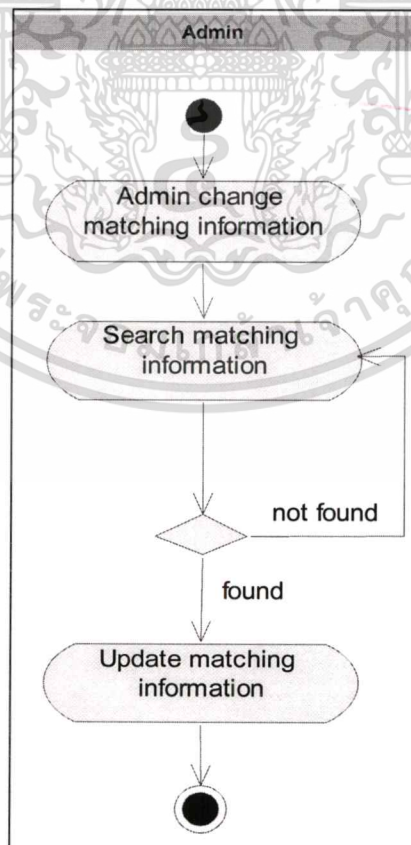 Admin
Admin change
matching information
Search matching
information
not found
found
Update matching
information